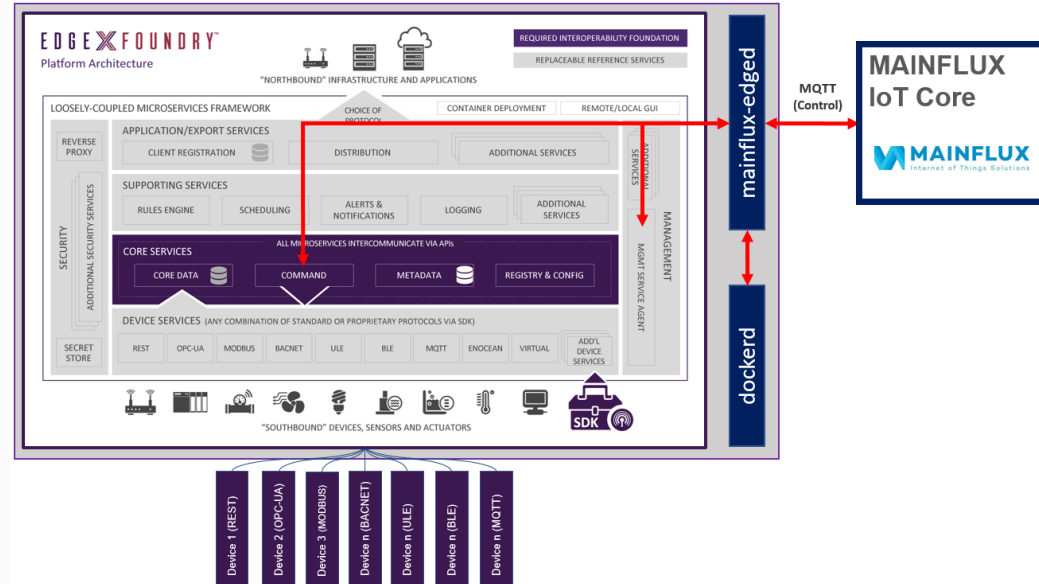 EDGE X FOUNDRY™
Platform Architecture
REQUIRED INTEROPERABILITY FOUNDATION
REPLACEABLE REFERENCE SERVICES
"NORTHBOUND" INFRASTRUCTURE AND APPLICATIONS
LOOSELY-COUPLED MICROSERVICES FRAMEWORK
CHOICE OF
PROTOCOL
CONTAINER DEPLOYMENT
REMOTE/LOCAL GUI
REVERSE
PROXY
SECURITY
ADDITIONAL SECURITY SERVICES
SECRET
STORE
APPLICATION/EXPORT SERVICES
CLIENT REGISTRATION
DISTRIBUTION
ADDITIONAL SERVICES
SUPPORTING SERVICES
RULES ENGINE
SCHEDULING
ALERTS &
NOTIFICATIONS
LOGGING
ADDITIONAL
SERVICES
ALL MICROSERVICES INTERCOMMUNICATE VIA APIs
CORE SERVICES
CORE DATA
COMMAND
METADATA
REGISTRY & CONFIG
DEVICE SERVICES (ANY COMBINATION OF STANDARD OR PROPRIETARY PROTOCOLS VIA SDK)
REST
OPC-UA
MODBUS
BACNET
ULE
BLE
MQTT
ENOCEAN
VIRTUAL
ADD'L
DEVICE
SERVICES
ADDITIONAL
SERVICES
MGMT SERVICE AGENT
MANAGEMENT
SDK
"SOUTHBOUND" DEVICES, SENSORS AND ACTUATORS
mainflux-edged
dockerd
MQTT
(Control)
MAINFLUX
IoT Core
MAINFLUX
Internet of Things Solutions
Device 1 (REST)
Device 2 (OPC-UA)
Device 3 (MODBUS)
Device n (BACNET)
Device n (ULE)
Device n (BLE)
Device n (MQTT)